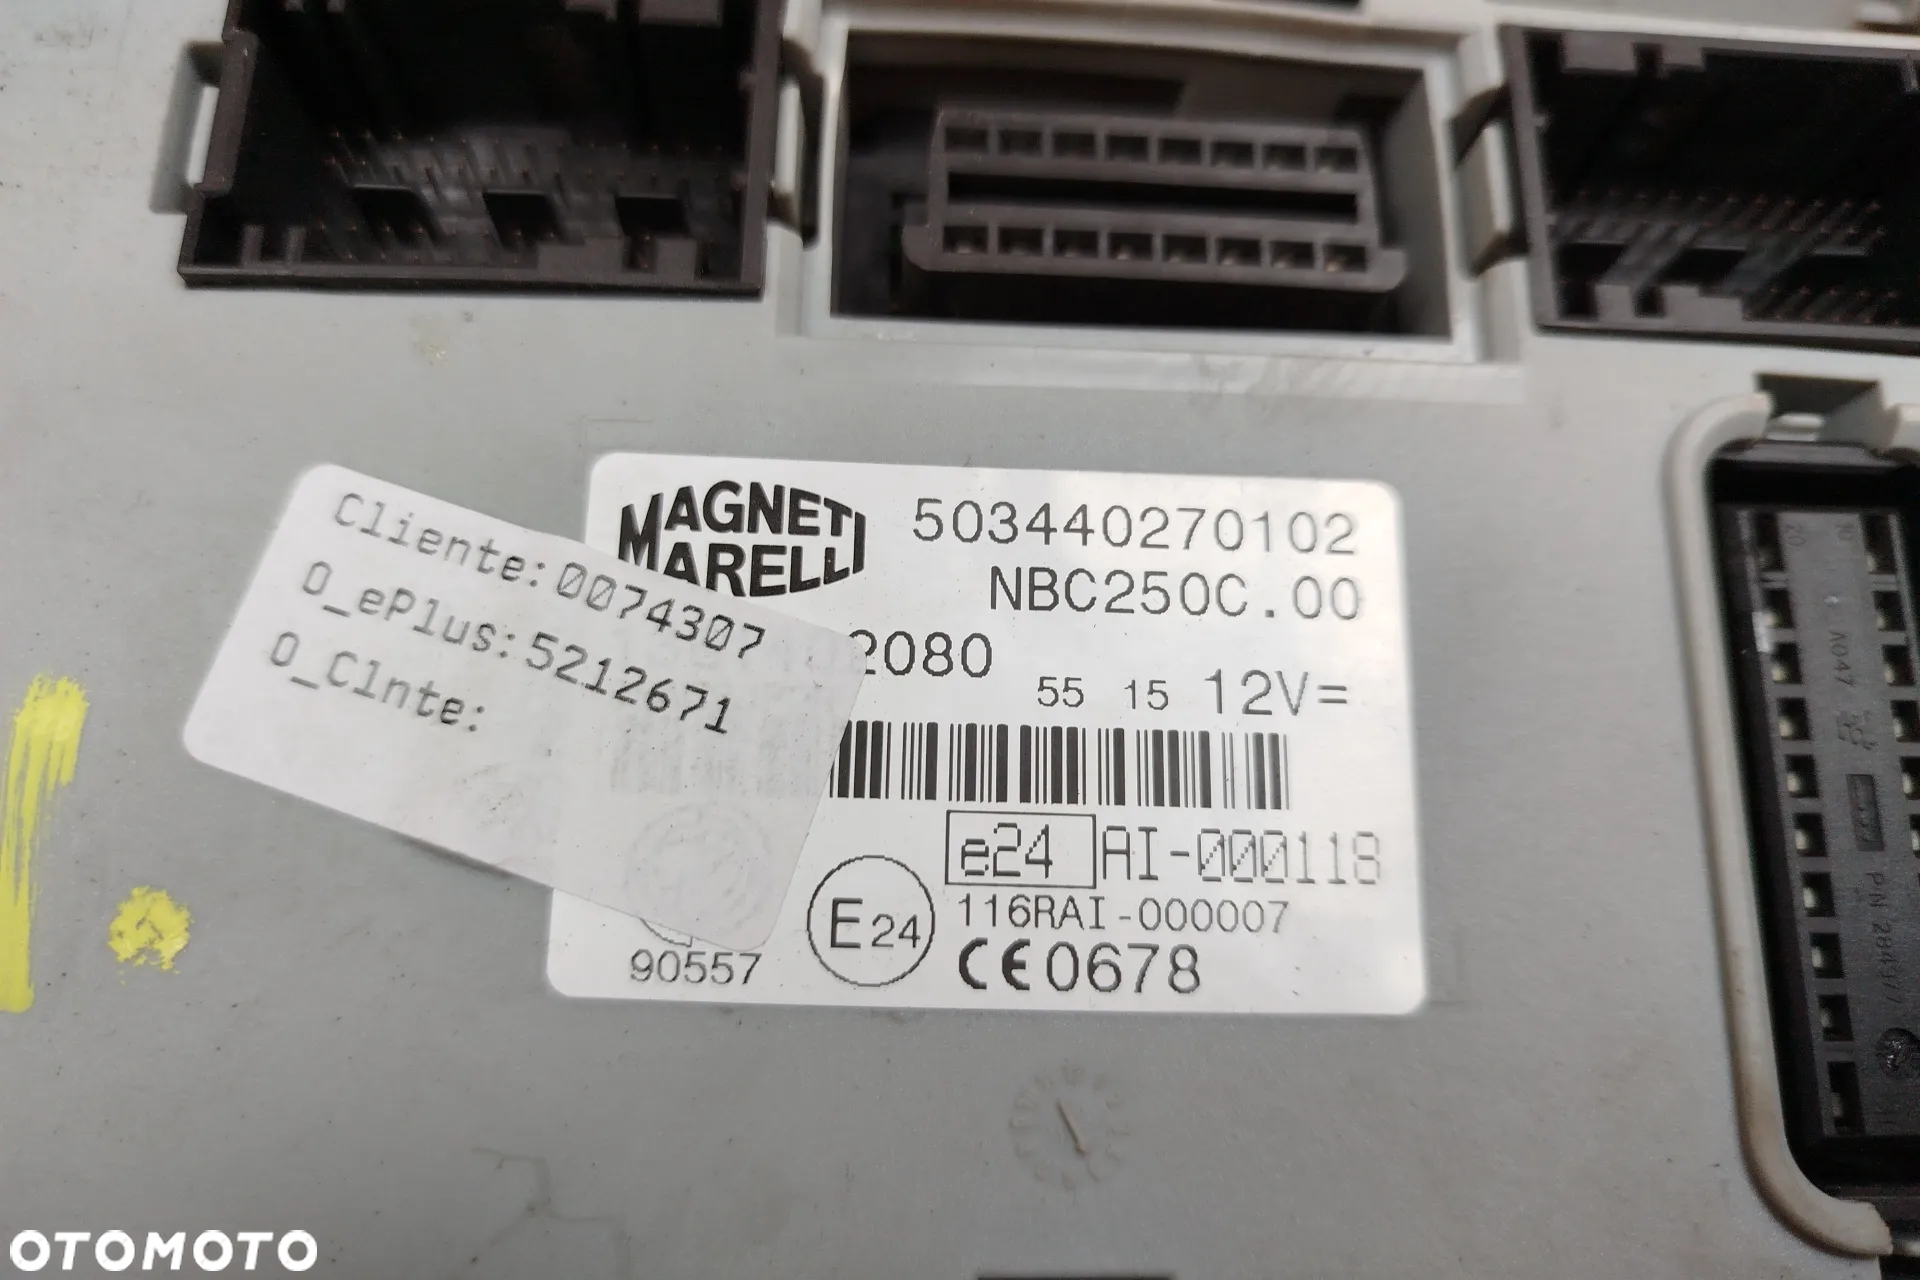 MAGNETI
MARELLI
503440270102
NBC250C.00
2080
55 15 12V=
Cliente:0074307
O_ePlus:5212671
O_Clnte:
e24 AI-000118
E24
116RAI-000007
CE0678
90557
A047
OTOMOTO